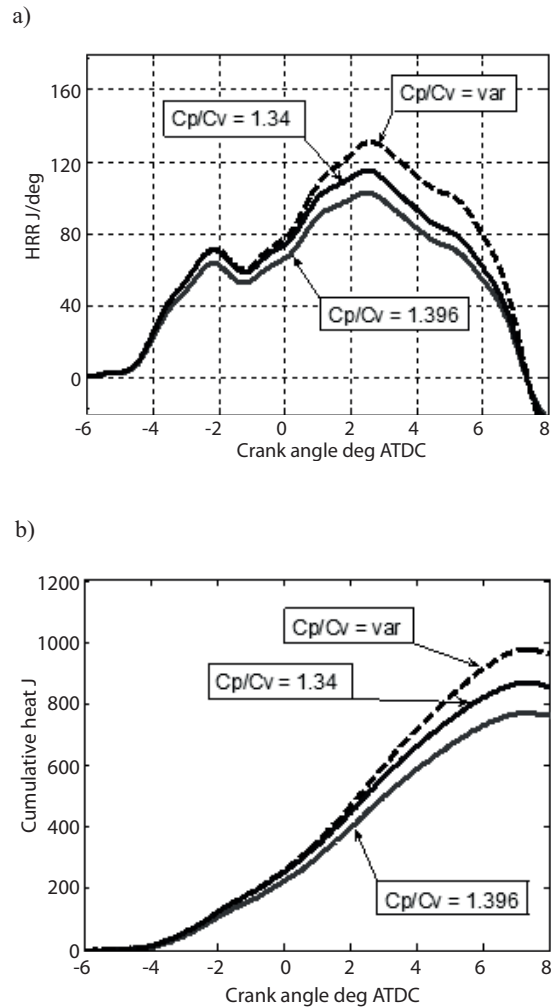 a)
160
120
80
40
0
HRR J/deg
Cp/Cv = var
Cp/Cv = 1.34
Cp/Cv = 1.396
-6 -4 -2 0 2 4 6 8
Crank angle deg ATDC
b)
1200
1000
800
600
400
200
0
Cumulative heat J
Cp/Cv = var
Cp/Cv = 1.34
Cp/Cv = 1.396
-6 -4 -2 0 2 4 6 8
Crank angle deg ATDC